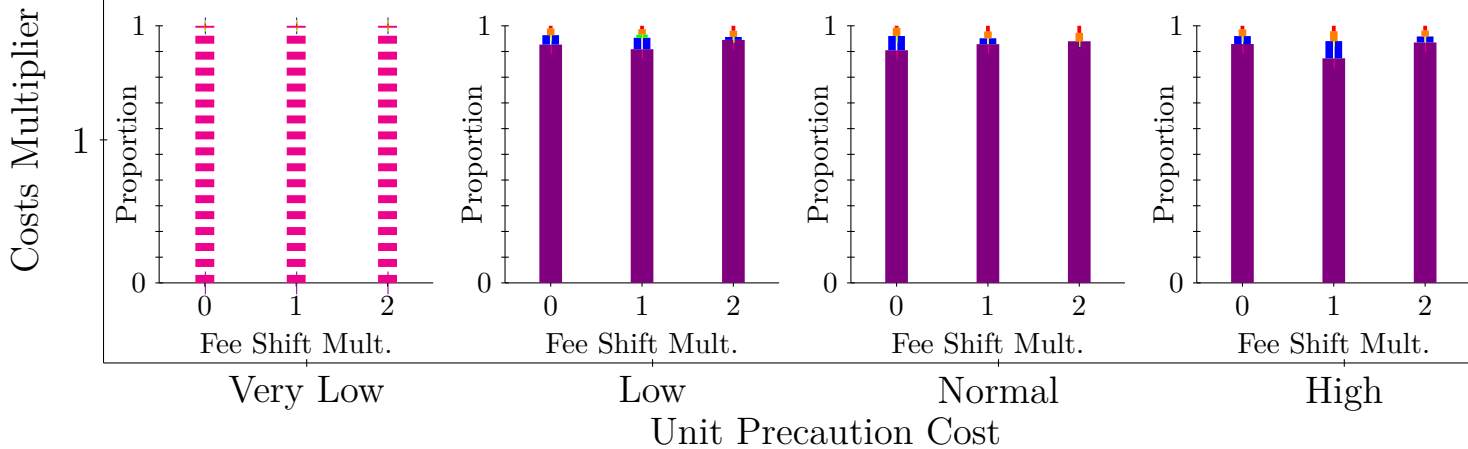 Costs Multiplier
1
Proportion
1
0
0 1 2
Fee Shift Mult.
Proportion
1
0
0 1 2
Fee Shift Mult.
Proportion
1
0
0 1 2
Fee Shift Mult.
Proportion
1
0
0 1 2
Fee Shift Mult.
Very Low Low Normal High
Unit Precaution Cost